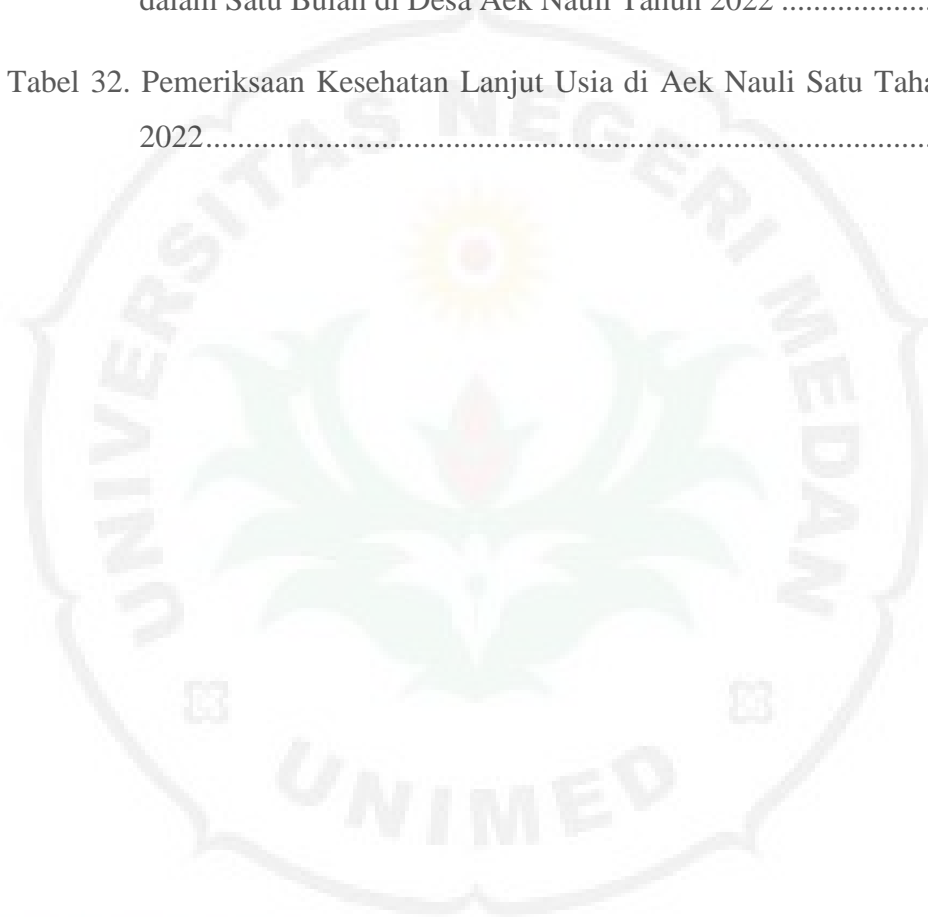 dalam Satu Bulan di Desa Aek Nauli Tahun 2022 ..................
Tabel 32. Pemeriksaan Kesehatan Lanjut Usia di Aek Nauli Satu Taha
2022................................................................................
UNIVERSITAS NEGERI MEDAN
UNIMED